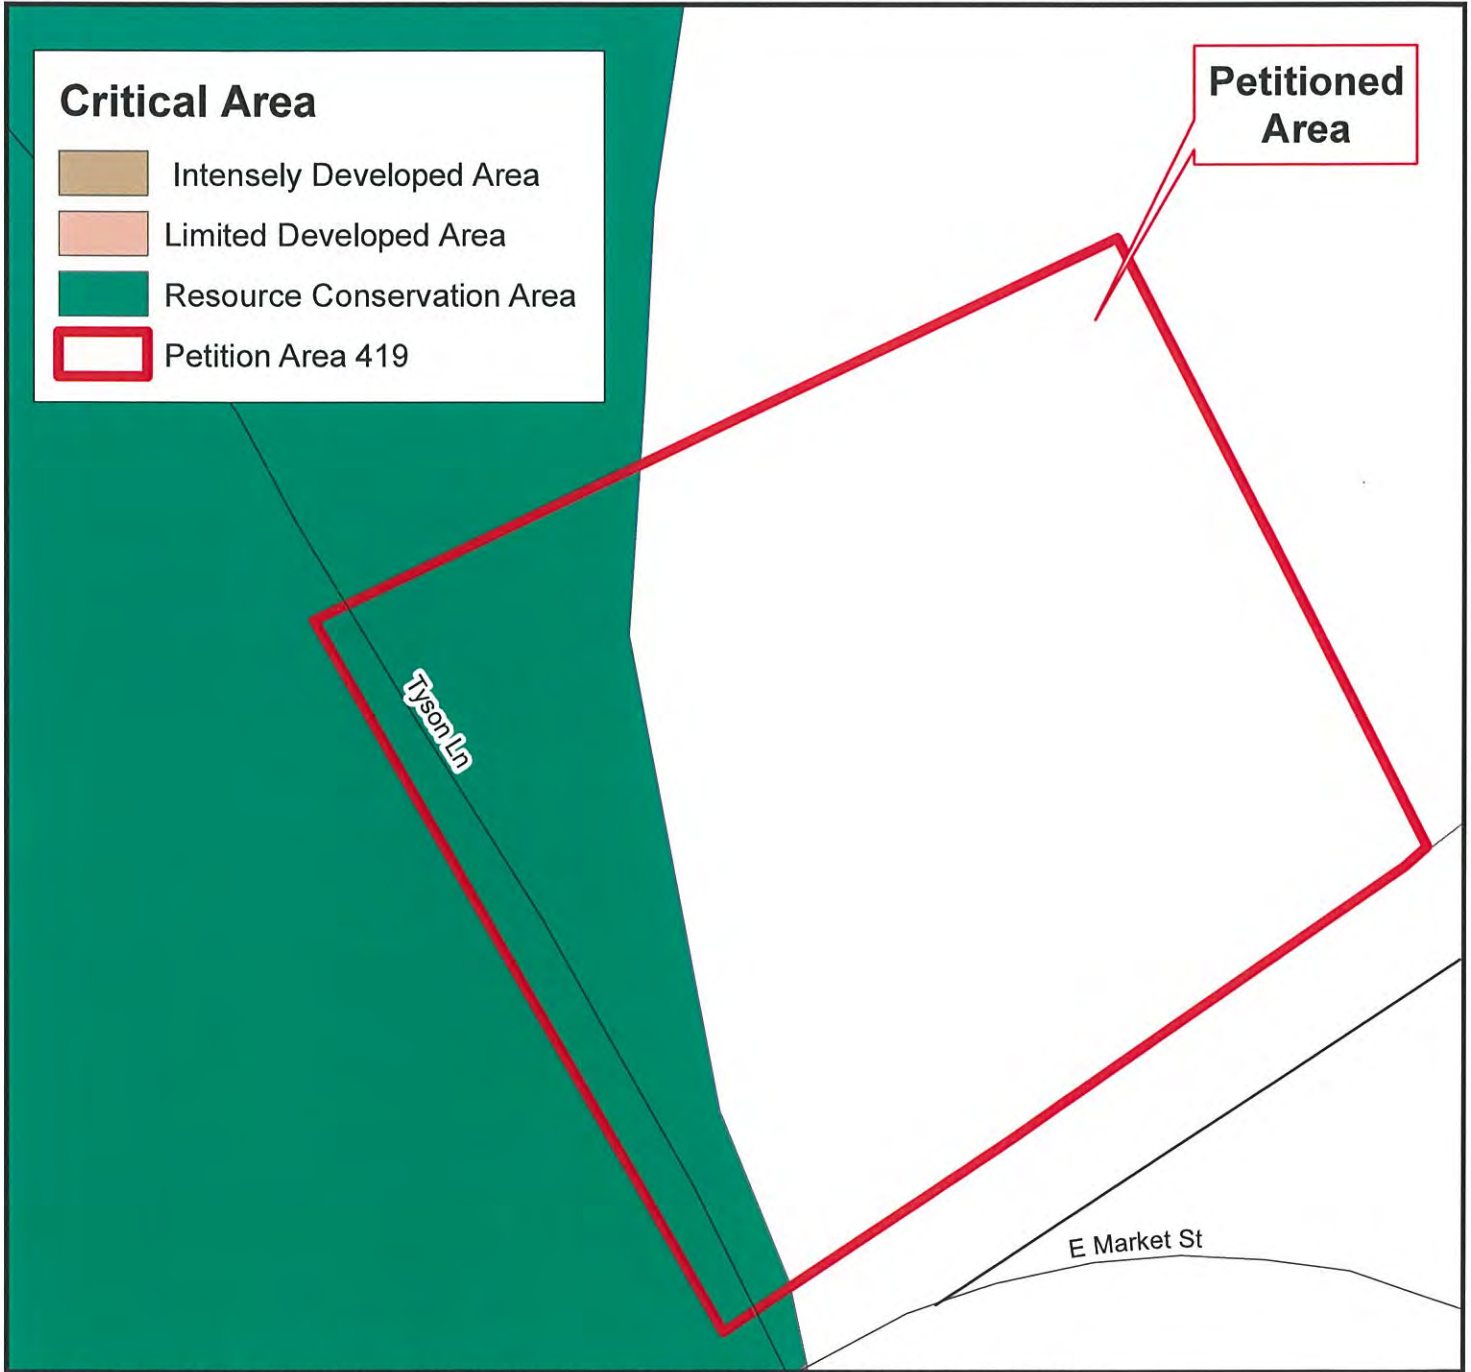 Critical Area
Intensely Developed Area
Limited Developed Area
Resource Conservation Area
Petition Area 419
Petitioned
Area
Tyson Ln
E Market St